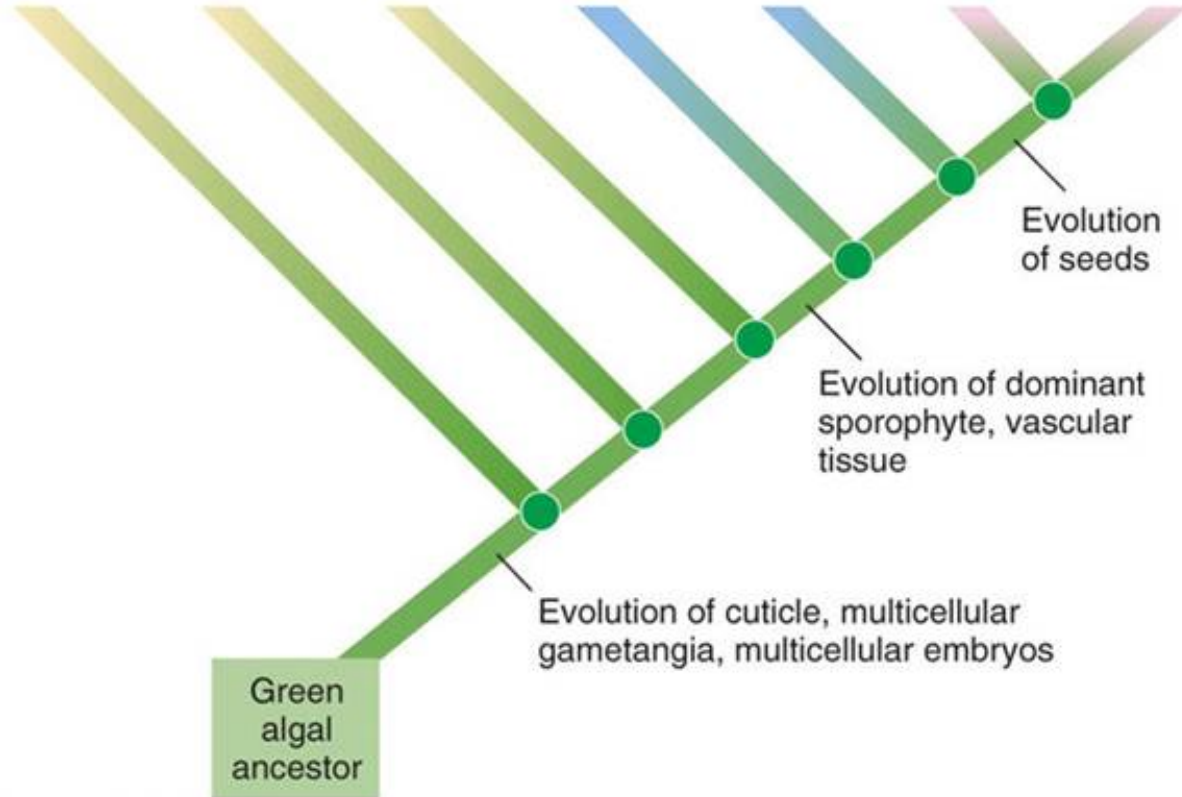 Evolution
of seeds
Evolution of dominant
sporophyte, vascular
tissue
Evolution of cuticle, multicellular
gametangia, multicellular embryos
Green
algal
ancestor